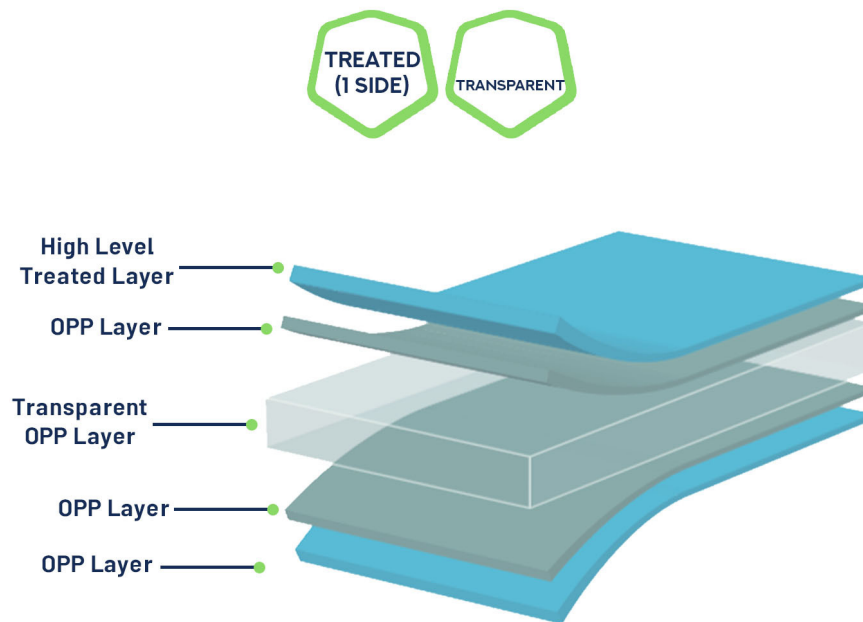 TREATED
(1 SIDE)
TRANSPARENT
High Level
Treated Layer
OPP Layer
Transparent
OPP Layer
OPP Layer
OPP Layer